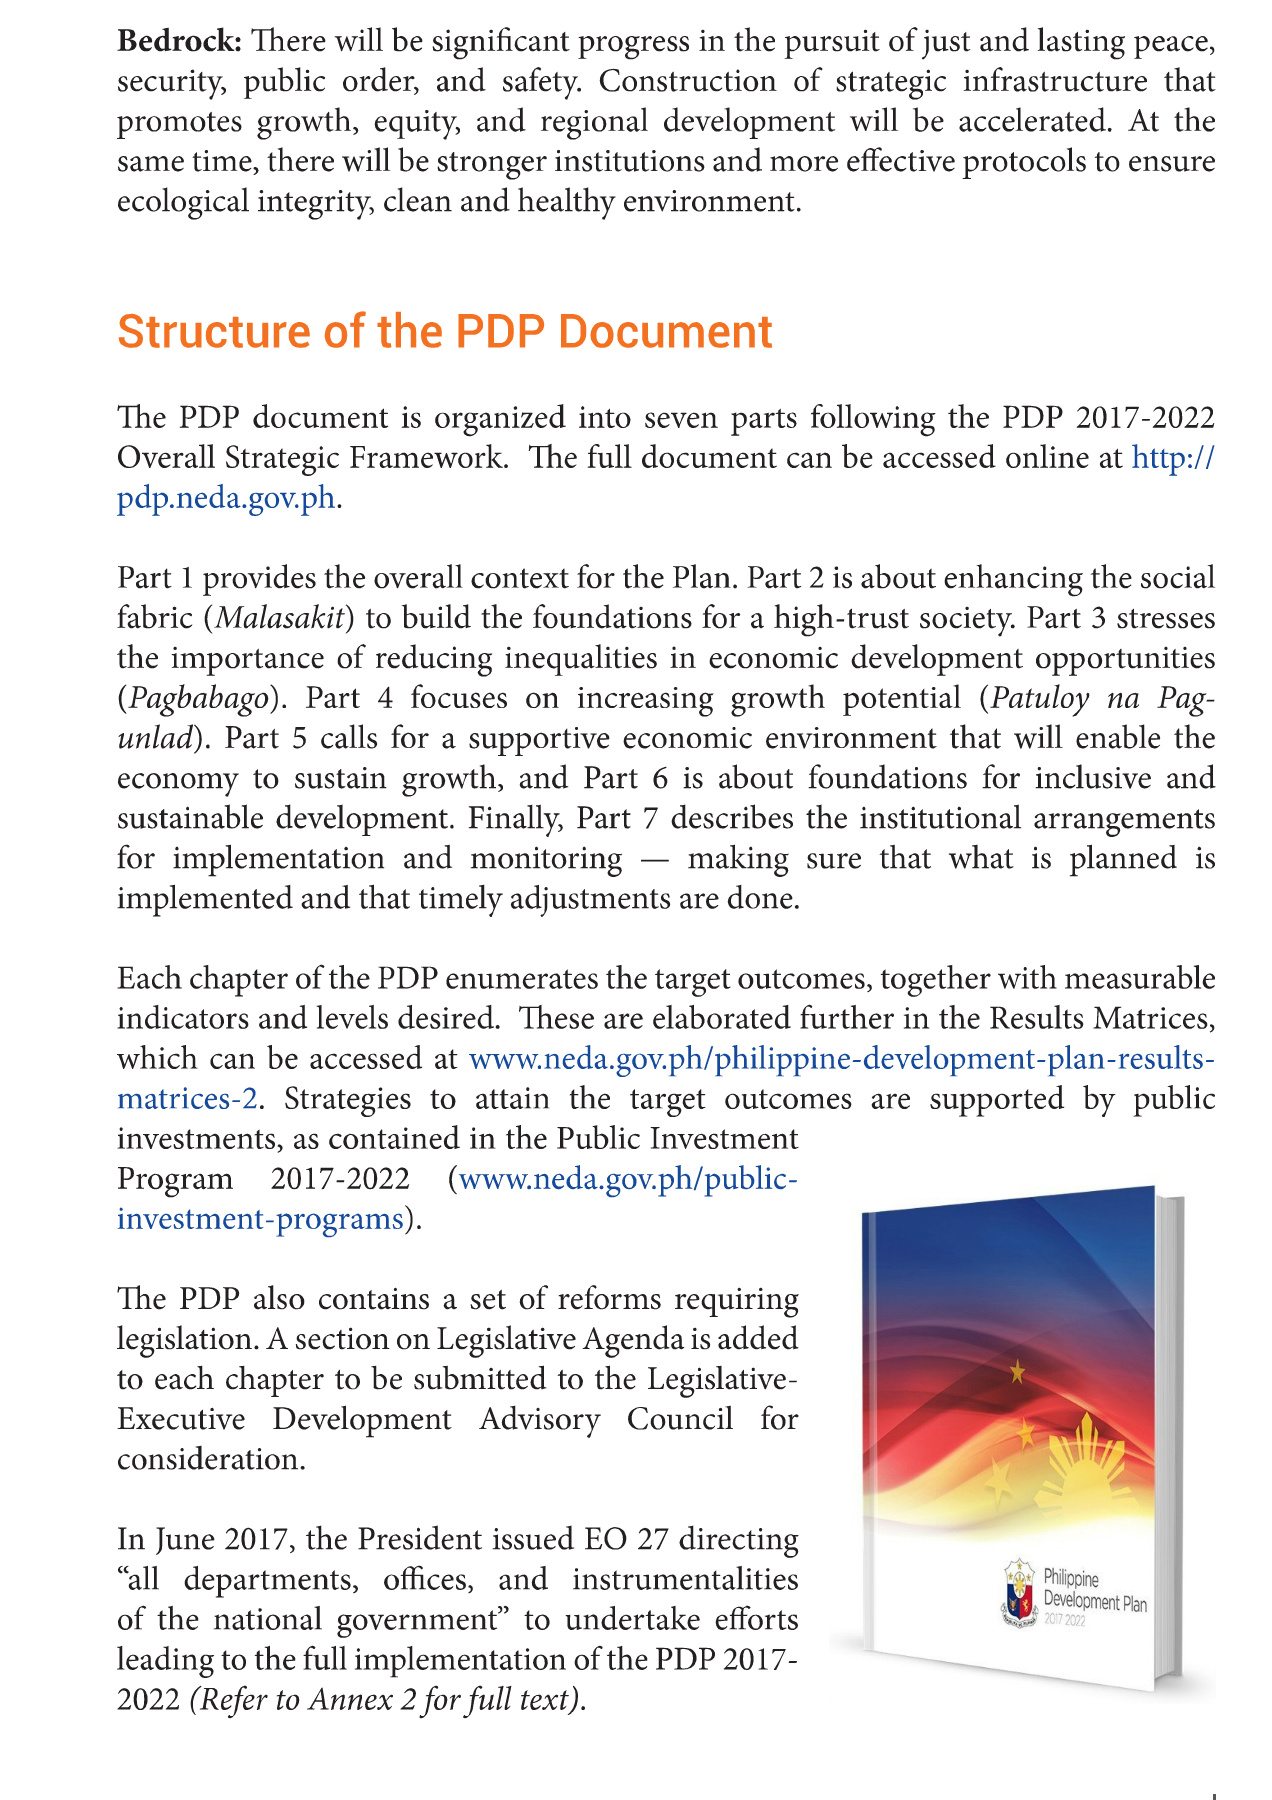 Bedrock: There will be significant progress in the pursuit of just and lasting peace,
security, public order, and safety. Construction of strategic infrastructure that
promotes growth, equity, and regional development will be accelerated. At the
same time, there will be stronger institutions and more effective protocols to ensure
ecological integrity, clean and healthy environment.
Structure of the PDP Document
The PDP document is organized into seven parts following the PDP 2017-2022
Overall Strategic Framework. The full document can be accessed online at http://
pdp.neda.gov.ph.
Part 1 provides the overall context for the Plan. Part 2 is about enhancing the social
fabric (Malasakit) to build the foundations for a high-trust society. Part 3 stresses
the importance of reducing inequalities in economic development opportunities
(Pagbabago). Part 4 focuses on increasing growth potential (Patuloy na Pag-
unlad). Part 5 calls for a supportive economic environment that will enable the
economy to sustain growth, and Part 6 is about foundations for inclusive and
sustainable development. Finally, Part 7 describes the institutional arrangements
for implementation and monitoring — making sure that what is planned is
implemented and that timely adjustments are done.
Each chapter of the PDP enumerates the target outcomes, together with measurable
indicators and levels desired. These are elaborated further in the Results Matrices,
which can be accessed at www.neda.gov.ph/philippine-development-plan-results-
matrices-2. Strategies to attain the target outcomes are supported by public
investments, as contained in the Public Investment
Program 2017-2022 (www.neda.gov.ph/public-
investment-programs).
The PDP also contains a set of reforms requiring
legislation. A section on Legislative Agenda is added
to each chapter to be submitted to the Legislative-
Executive Development Advisory Council for
consideration.
In June 2017, the President issued EO 27 directing
“all departments, offices, and instrumentalities
of the national government” to undertake efforts
leading to the full implementation of the PDP 2017-
2022 (Refer to Annex 2 for full text).
Philippine
Development Plan
2017 2022